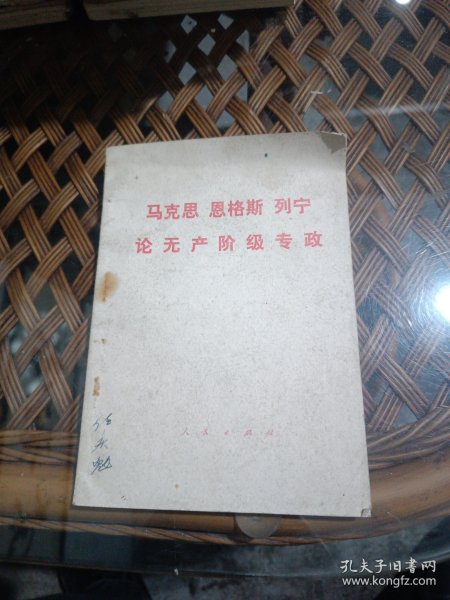 马克思 恩格斯 列宁
论无产阶级专政
人民出版社
孔夫子旧书网
www.kongfz.com